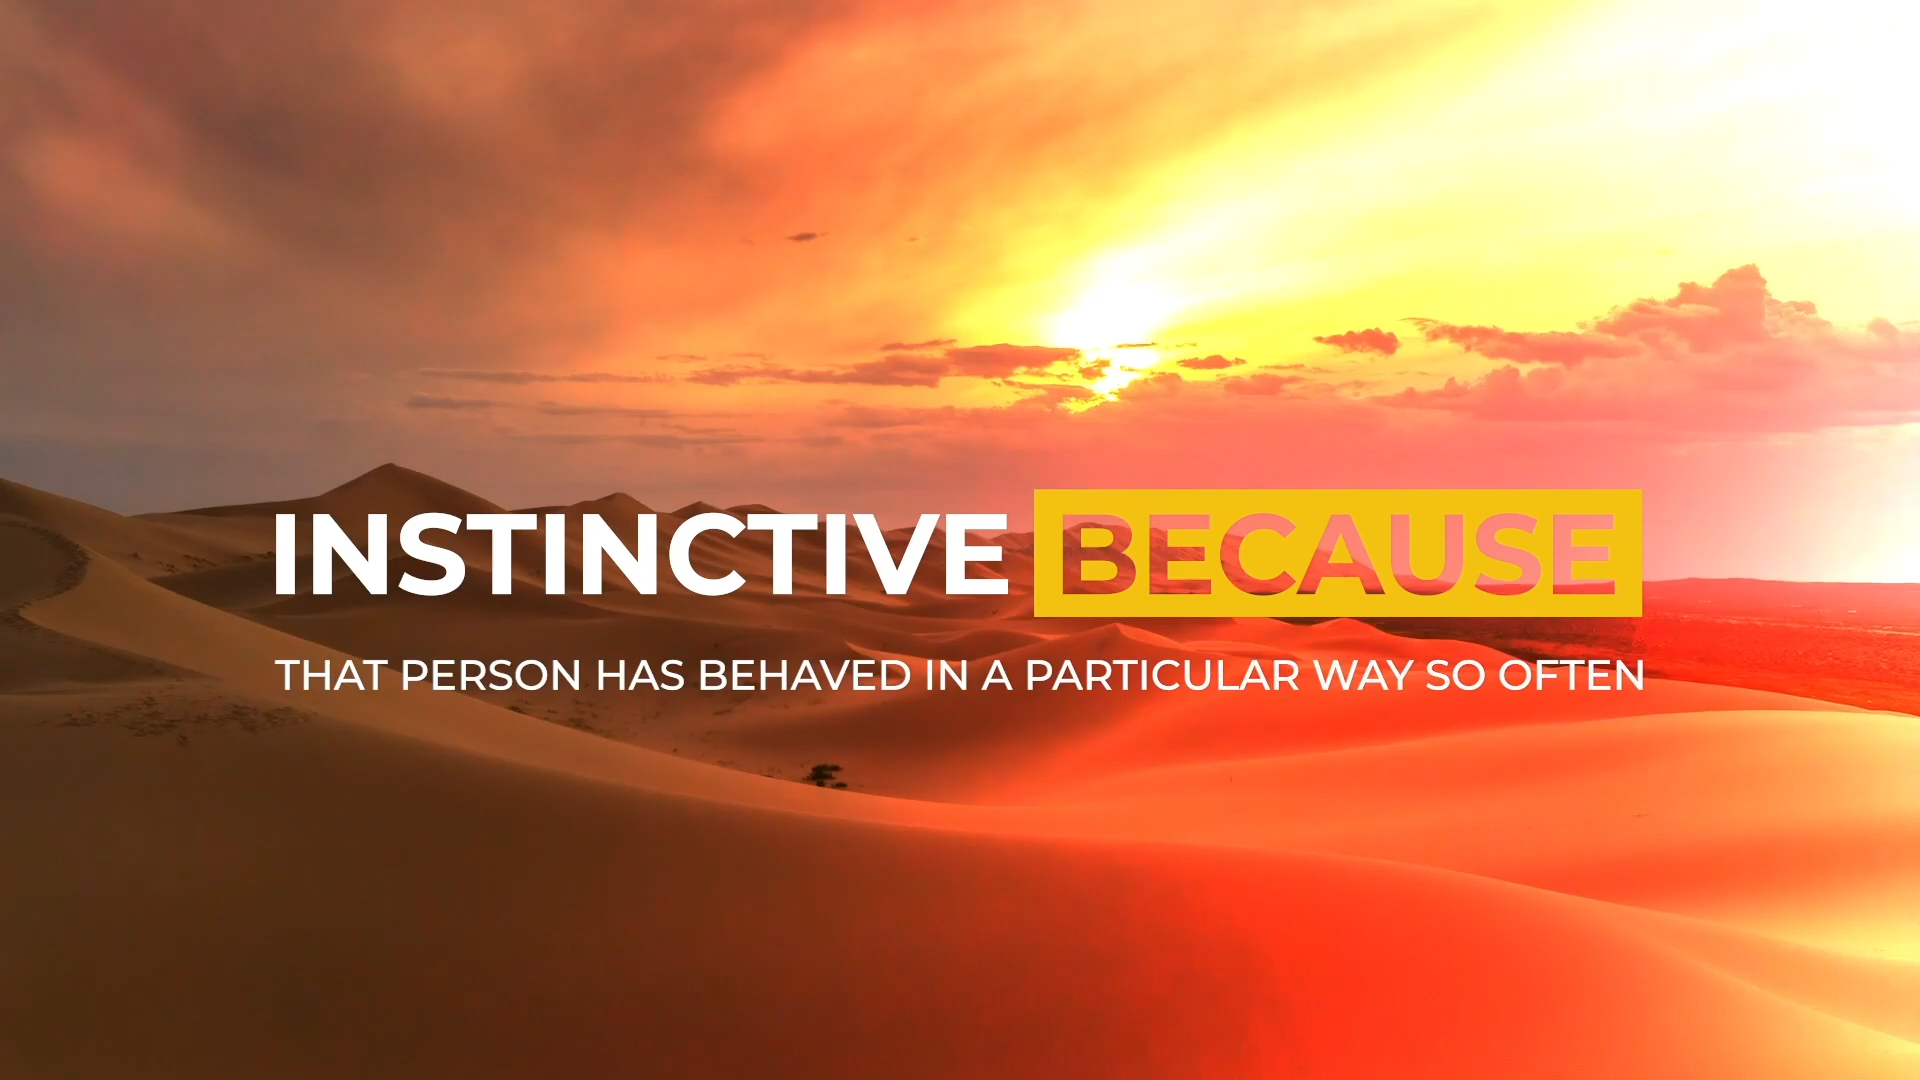 INSTINCTIVE BECAUSE
THAT PERSON HAS BEHAVED IN A PARTICULAR WAY SO OFTEN